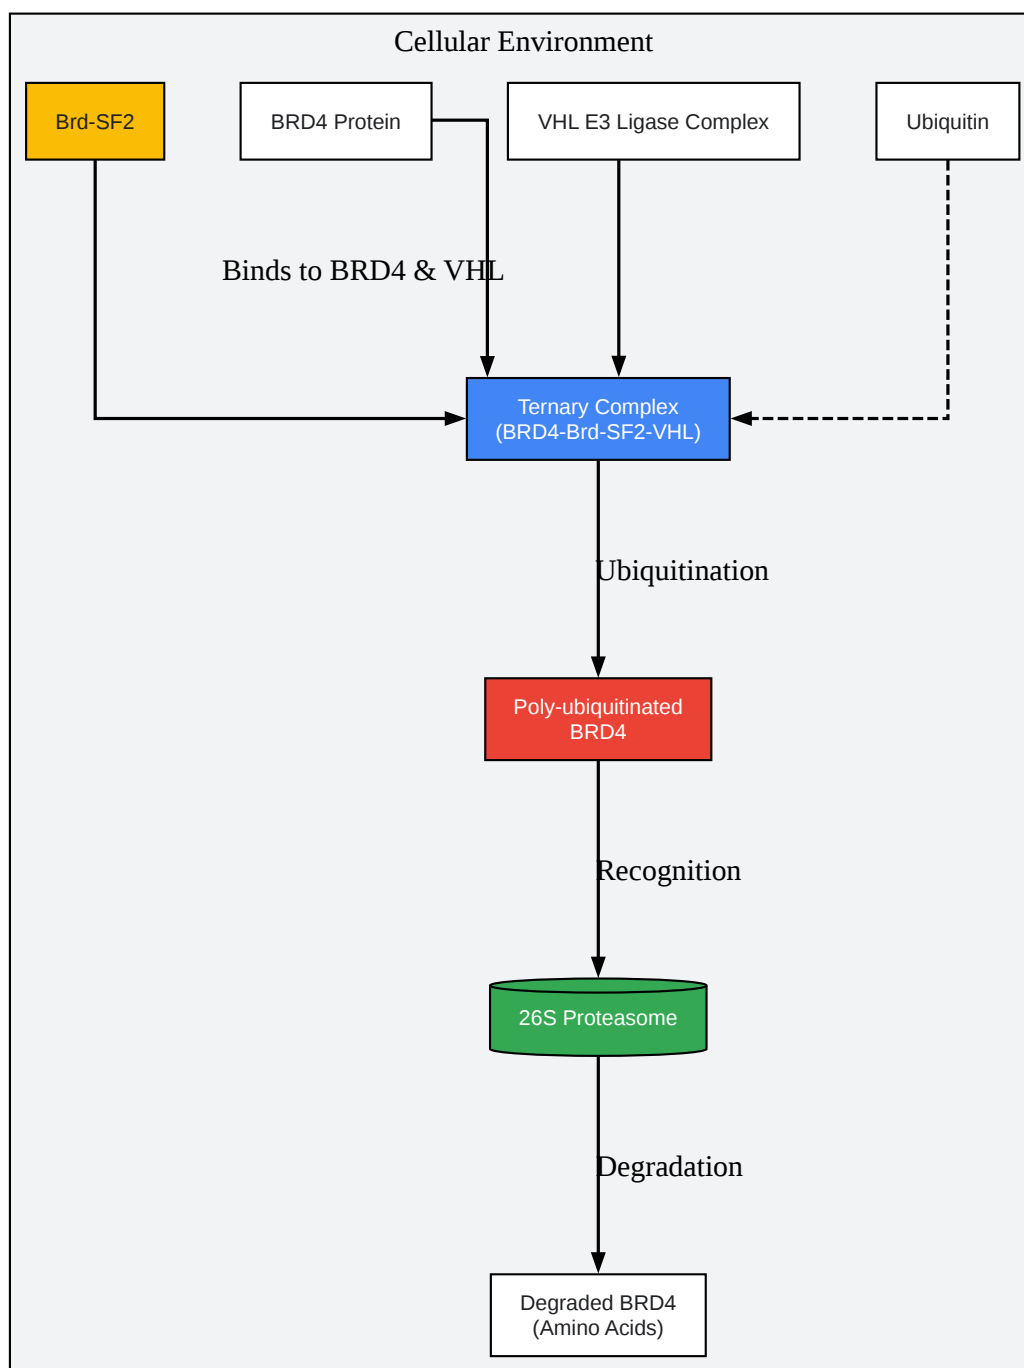 Cellular Environment
Brd-SF2
BRD4 Protein
VHL E3 Ligase Complex
Ubiquitin
Binds to BRD4 & VHL
Ternary Complex
(BRD4-Brd-SF2-VHL)
Ubiquitination
Poly-ubiquitinated
BRD4
Recognition
26S Proteasome
Degradation
Degraded BRD4
(Amino Acids)